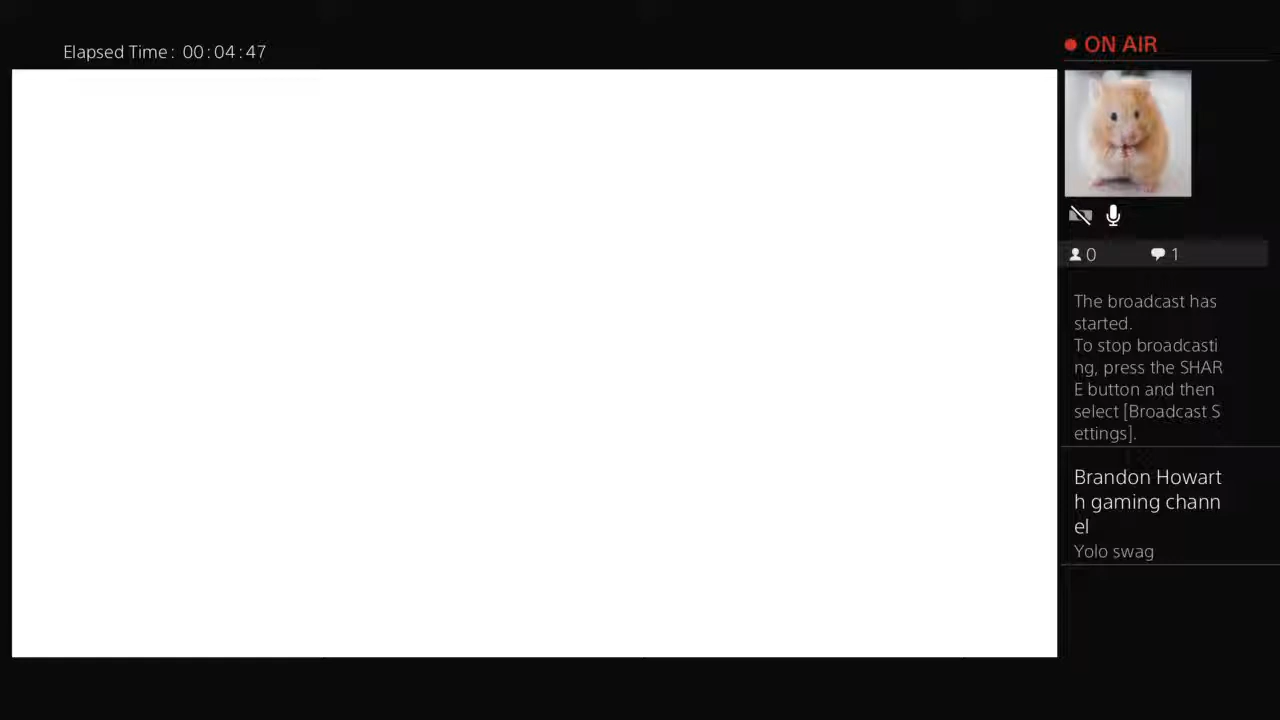 Elapsed Time: 00:04:47
ON AIR
0 1
The broadcast has
started.
To stop broadcasti
ng, press the SHAR
E button and then
select [Broadcast S
ettings].
Brandon Howart
h gaming chann
el
Yolo swag